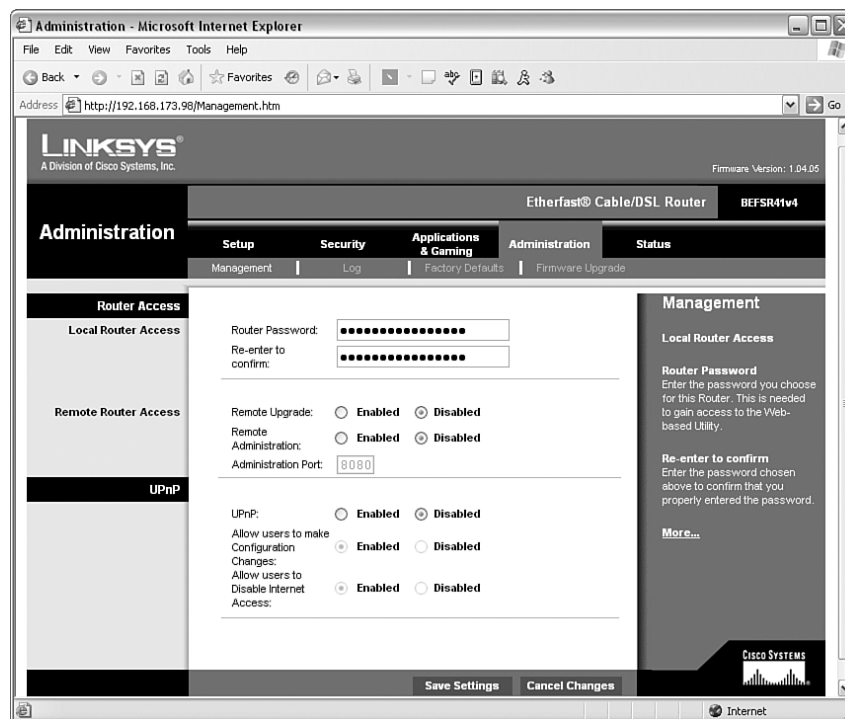 Administration - Microsoft Internet Explorer
File Edit View Favorites Tools Help
Back Favorites
Address http://192.168.173.98/Management.htm Go
LINKSYS®
A Division of Cisco Systems, Inc.
Firmware Version: 1.04.05
Etherfast® Cable/DSL Router BEFSR41v4
Administration
Setup Security Applications & Gaming Administration Status
Management Log Factory Defaults Firmware Upgrade
Router Access
Local Router Access
Router Password:
Re-enter to
confirm:
Remote Router Access
Remote Upgrade: Enabled Disabled
Remote
Administration: Enabled Disabled
Administration Port: 8080
UPnP
UPnP: Enabled Disabled
Allow users to make
Configuration Enabled Disabled
Changes:
Allow users to
Disable Internet Enabled Disabled
Access:
Management
Local Router Access
Router Password
Enter the password you choose
for this Router. This is needed
to gain access to the Web-
based Utility.
Re-enter to confirm
Enter the password chosen
above to confirm that you
properly entered the password.
More...
CISCO SYSTEMS
Save Settings Cancel Changes
Internet